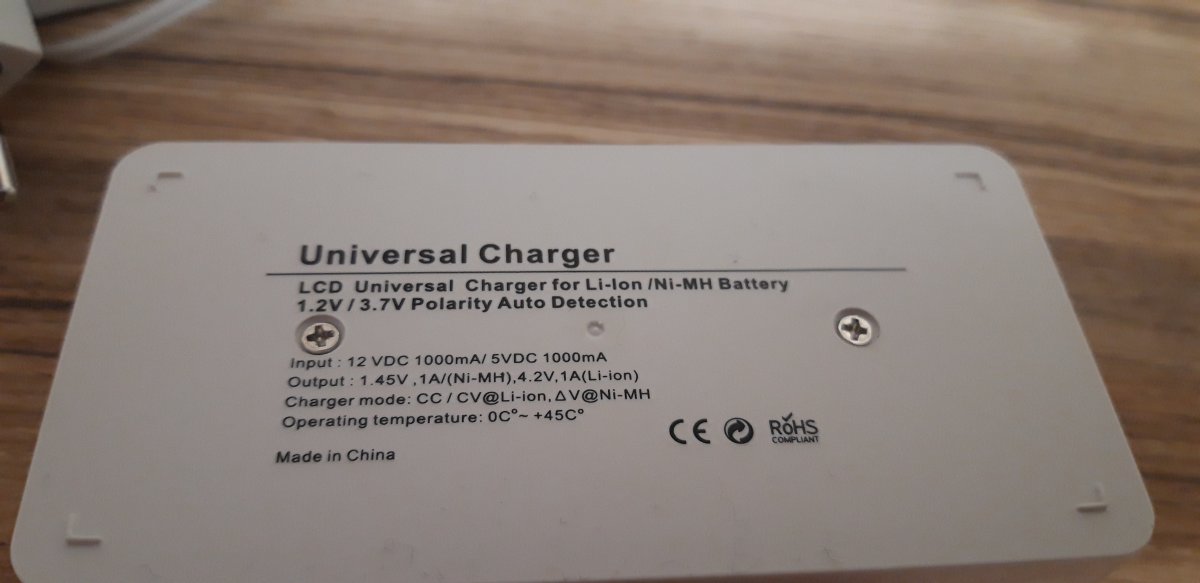 Universal Charger
LCD Universal Charger for Li-Ion /Ni-MH Battery
1.2V / 3.7V Polarity Auto Detection
Input : 12 VDC 1000mA/ 5VDC 1000mA
Output : 1.45V ,1A/(Ni-MH),4.2V,1A(Li-ion)
Charger mode: CC / CV@Li-ion, ΔV@Ni-MH
Operating temperature: 0C°~ +45C°
CE RoHS
COMPLIANT
Made in China